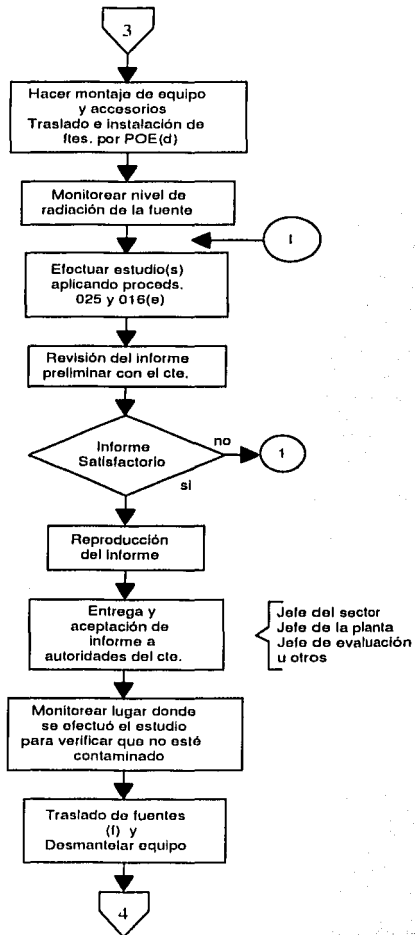 3
Hacer montaje de equipo
y accesorios
Traslado e instalación de
ftes. por POE(d)
Monitorear nivel de
radiación de la fuente
1
Efectuar estudio(s)
aplicando proceds.
025 y 016(e)
Revisión del informe
preliminar con el cte.
Informe
Satisfactorio
no
1
si
Reproducción
del informe
Entrega y
aceptación de
informe a
autoridades del cte.
Jefe del sector
Jefe de la planta
Jefe de evaluación
u otros
Monitorear lugar donde
se efectuó el estudio
para verificar que no esté
contaminado
Traslado de fuentes
(f) y
Desmantelar equipo
4